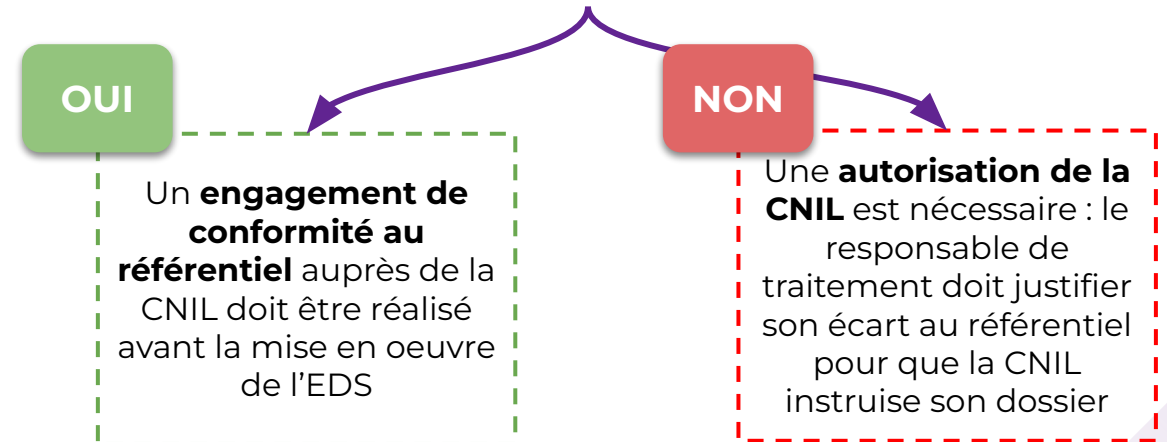 OUI
Un engagement de
conformité au
référentiel auprès de la
CNIL doit être réalisé
avant la mise en oeuvre
de l’EDS
NON
Une autorisation de la
CNIL est nécessaire : le
responsable de
traitement doit justifier
son écart au référentiel
pour que la CNIL
instruise son dossier